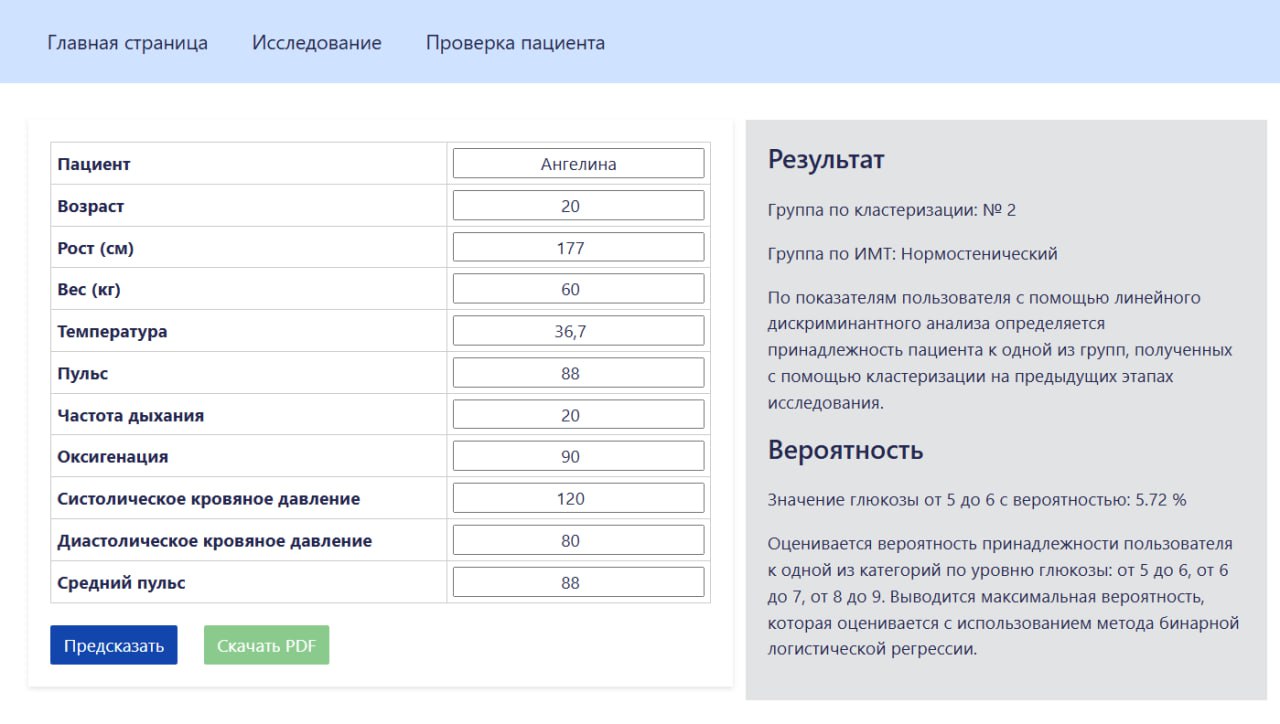 Главная страница Исследование Проверка пациента
Пациент Ангелина
Возраст 20
Рост (см) 177
Вес (кг) 60
Температура 36,7
Пульс 88
Частота дыхания 20
Оксигенация 90
Систолическое кровяное давление 120
Диастолическое кровяное давление 80
Средний пульс 88
Предсказать Скачать PDF
Результат
Группа по кластеризации: № 2
Группа по ИМТ: Нормостенический
По показателям пользователя с помощью линейного
дискриминантного анализа определяется
принадлежность пациента к одной из групп, полученных
с помощью кластеризации на предыдущих этапах
исследования.
Вероятность
Значение глюкозы от 5 до 6 с вероятностью: 5.72 %
Оценивается вероятность принадлежности пользователя
к одной из категорий по уровню глюкозы: от 5 до 6, от 6
до 7, от 8 до 9. Выводится максимальная вероятность,
которая оценивается с использованием метода бинарной
логистической регрессии.